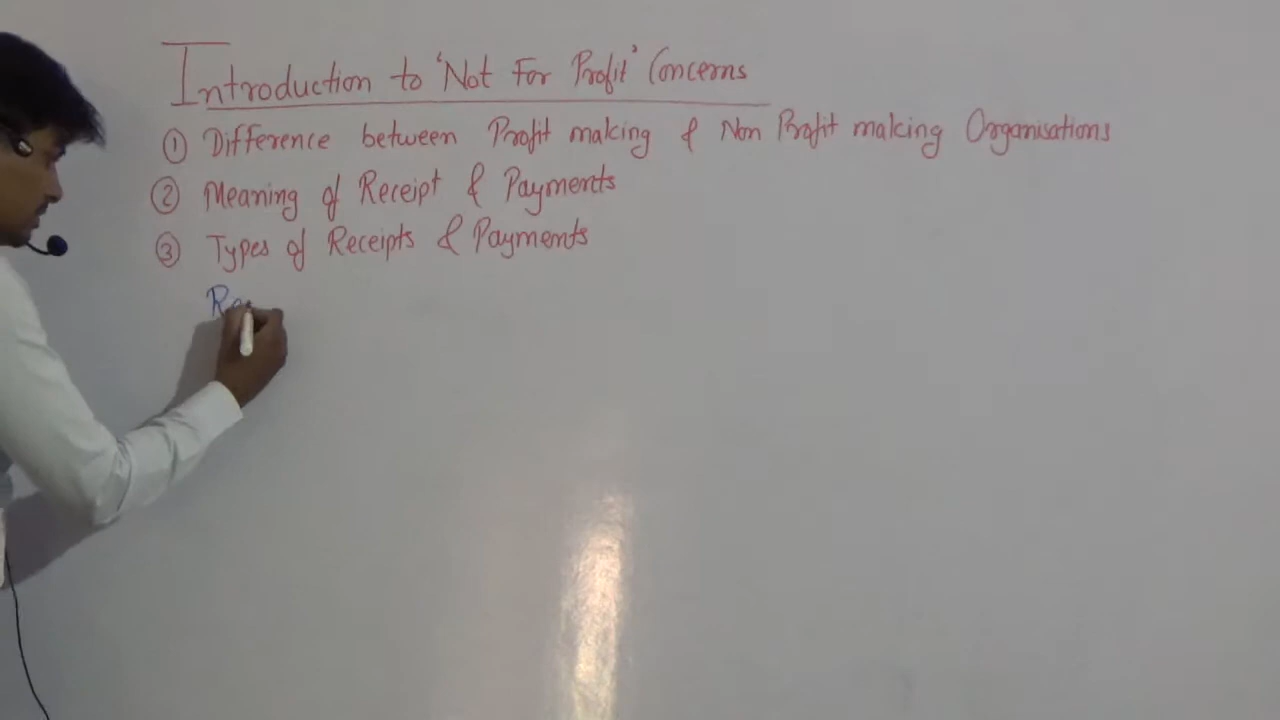 Introduction to 'Not For Profit' Concerns
① Difference between Profit making & Non Profit making Organisations
② Meaning of Receipt & Payments
③ Types of Receipts & Payments
Re